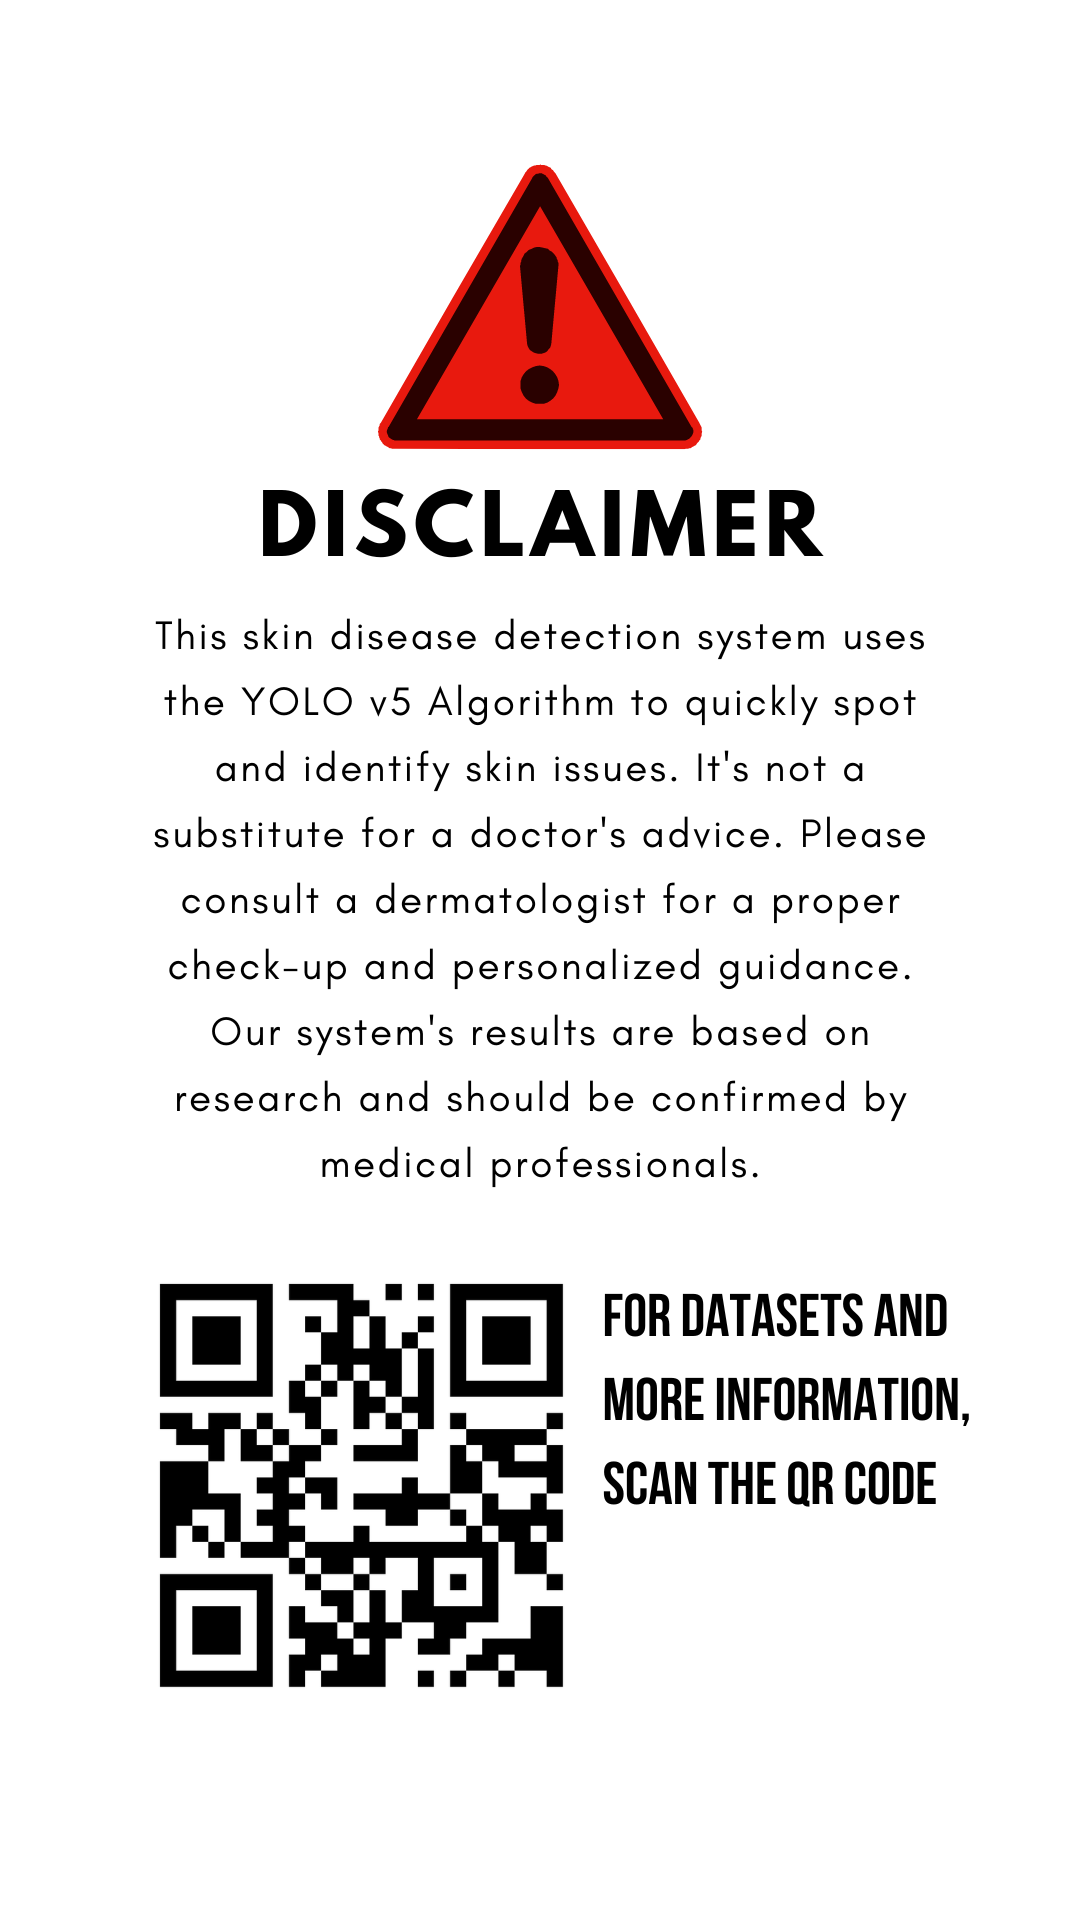 DISCLAIMER
This skin disease detection system uses
the YOLO v5 Algorithm to quickly spot
and identify skin issues. It's not a
substitute for a doctor's advice. Please
consult a dermatologist for a proper
check-up and personalized guidance.
Our system's results are based on
research and should be confirmed by
medical professionals.
FOR DATASETS AND
MORE INFORMATION,
SCAN THE QR CODE